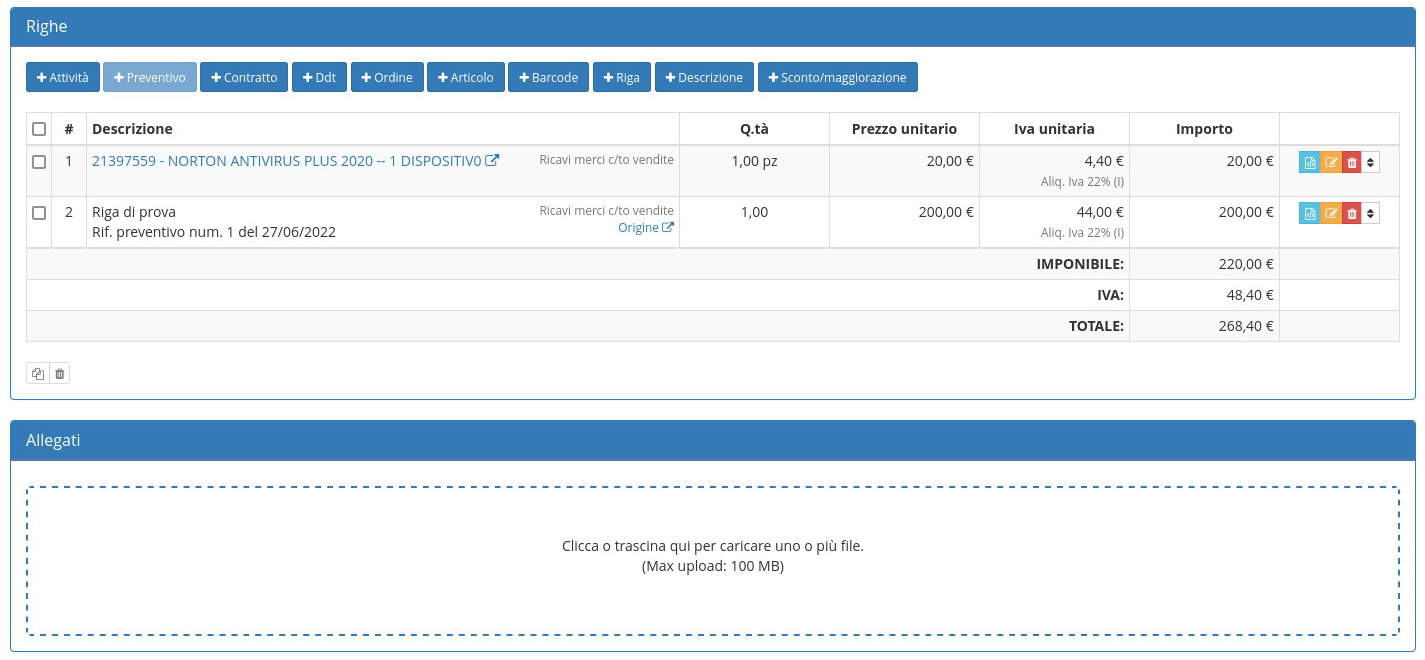 Righe
Attività Preventivo Contratto Ddt Ordine Articolo Barcode Riga Descrizione Sconto/maggiorazione
# Descrizione Q.tà Prezzo unitario Iva unitaria Importo
1 21397559 - NORTON ANTIVIRUS PLUS 2020 -- 1 DISPOSITIV0 Ricavi merci c/to vendite 1,00 pz 20,00 € 4,40 € 20,00 €
Aliq. Iva 22% (I)
2 Riga di prova Ricavi merci c/to vendite 1,00 200,00 € 44,00 € 200,00 €
Rif. preventivo num. 1 del 27/06/2022 Origine Aliq. Iva 22% (I)
IMPONIBILE: 220,00 €
IVA: 48,40 €
TOTALE: 268,40 €
Allegati
Clicca o trascina qui per caricare uno o più file.
(Max upload: 100 MB)